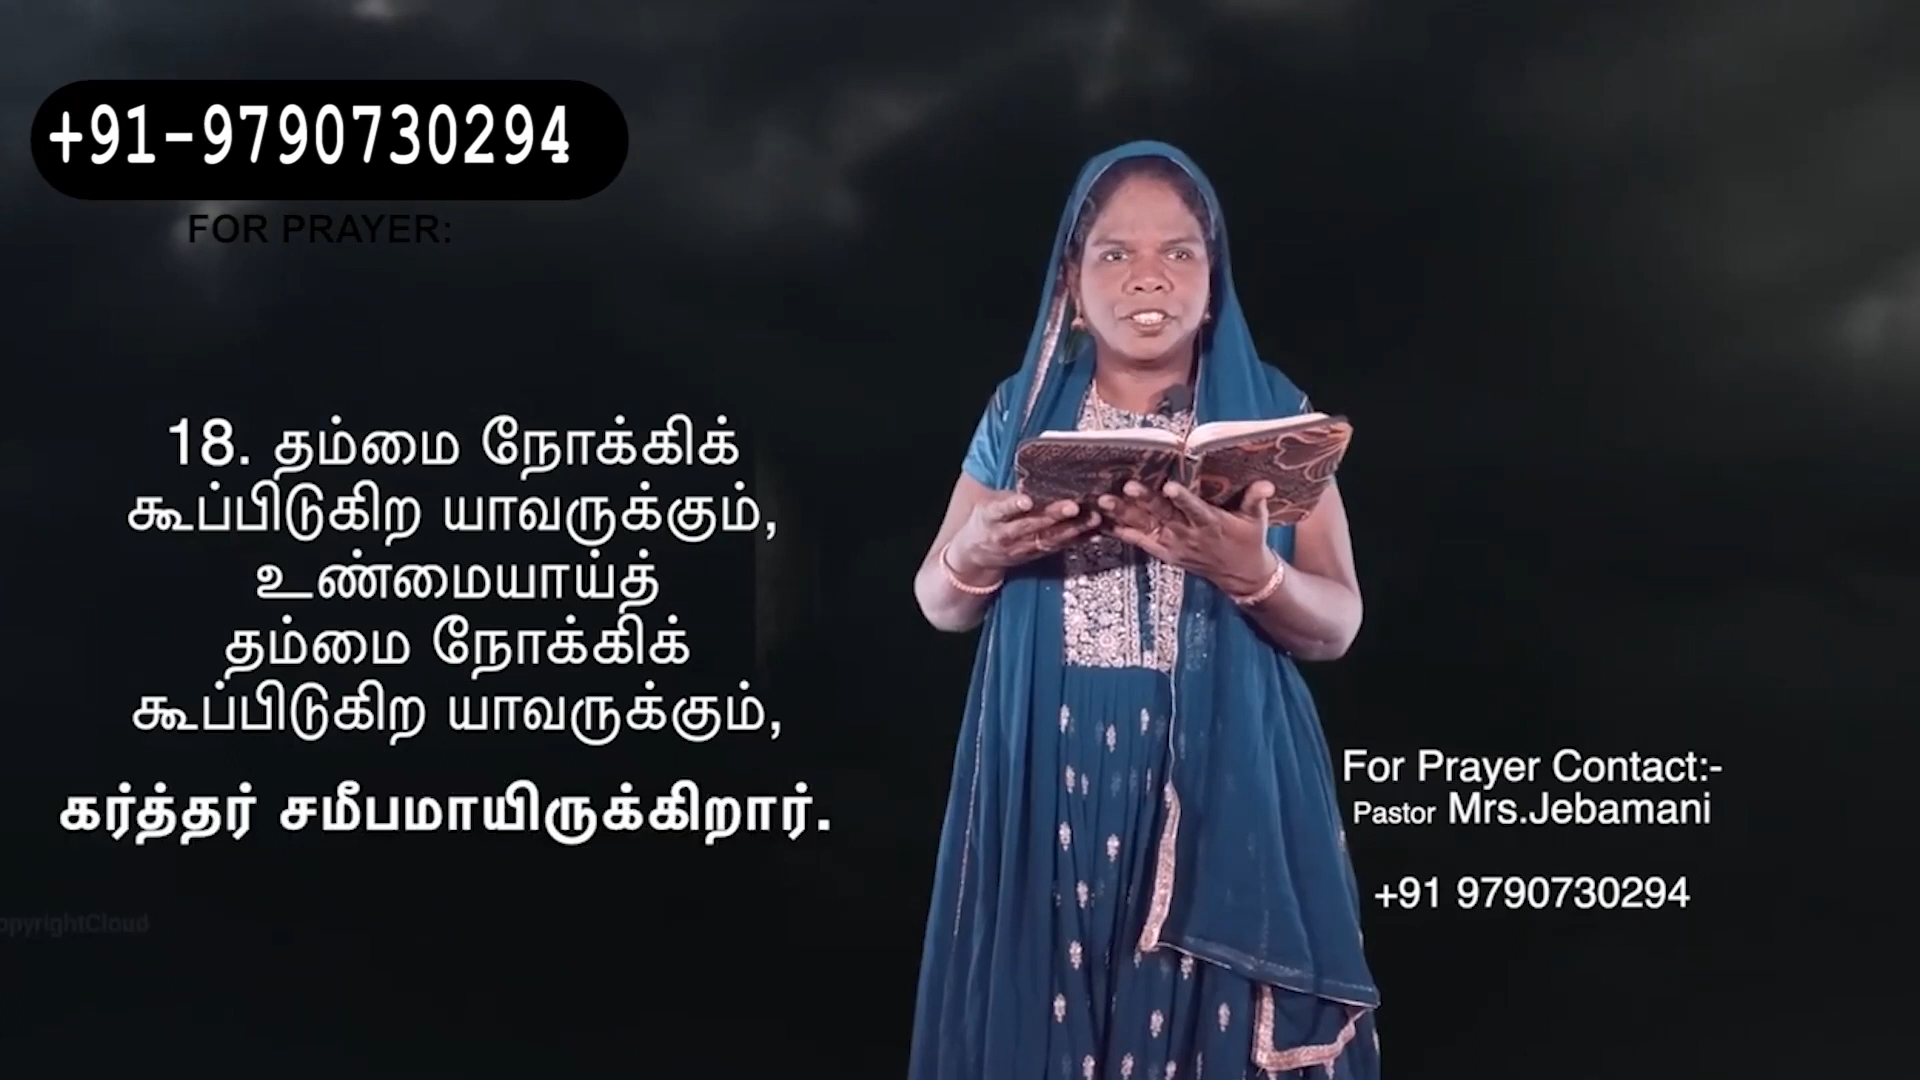 +91-9790730294
FOR PRAYER:
18. தம்மை நோக்கிக்
கூப்பிடுகிற யாவருக்கும்,
உண்மையாய்த்
தம்மை நோக்கிக்
கூப்பிடுகிற யாவருக்கும்,
கர்த்தர் சமீபமாயிருக்கிறார்.
For Prayer Contact:-
Pastor Mrs.Jebamani
+91 9790730294
opyrightCloud